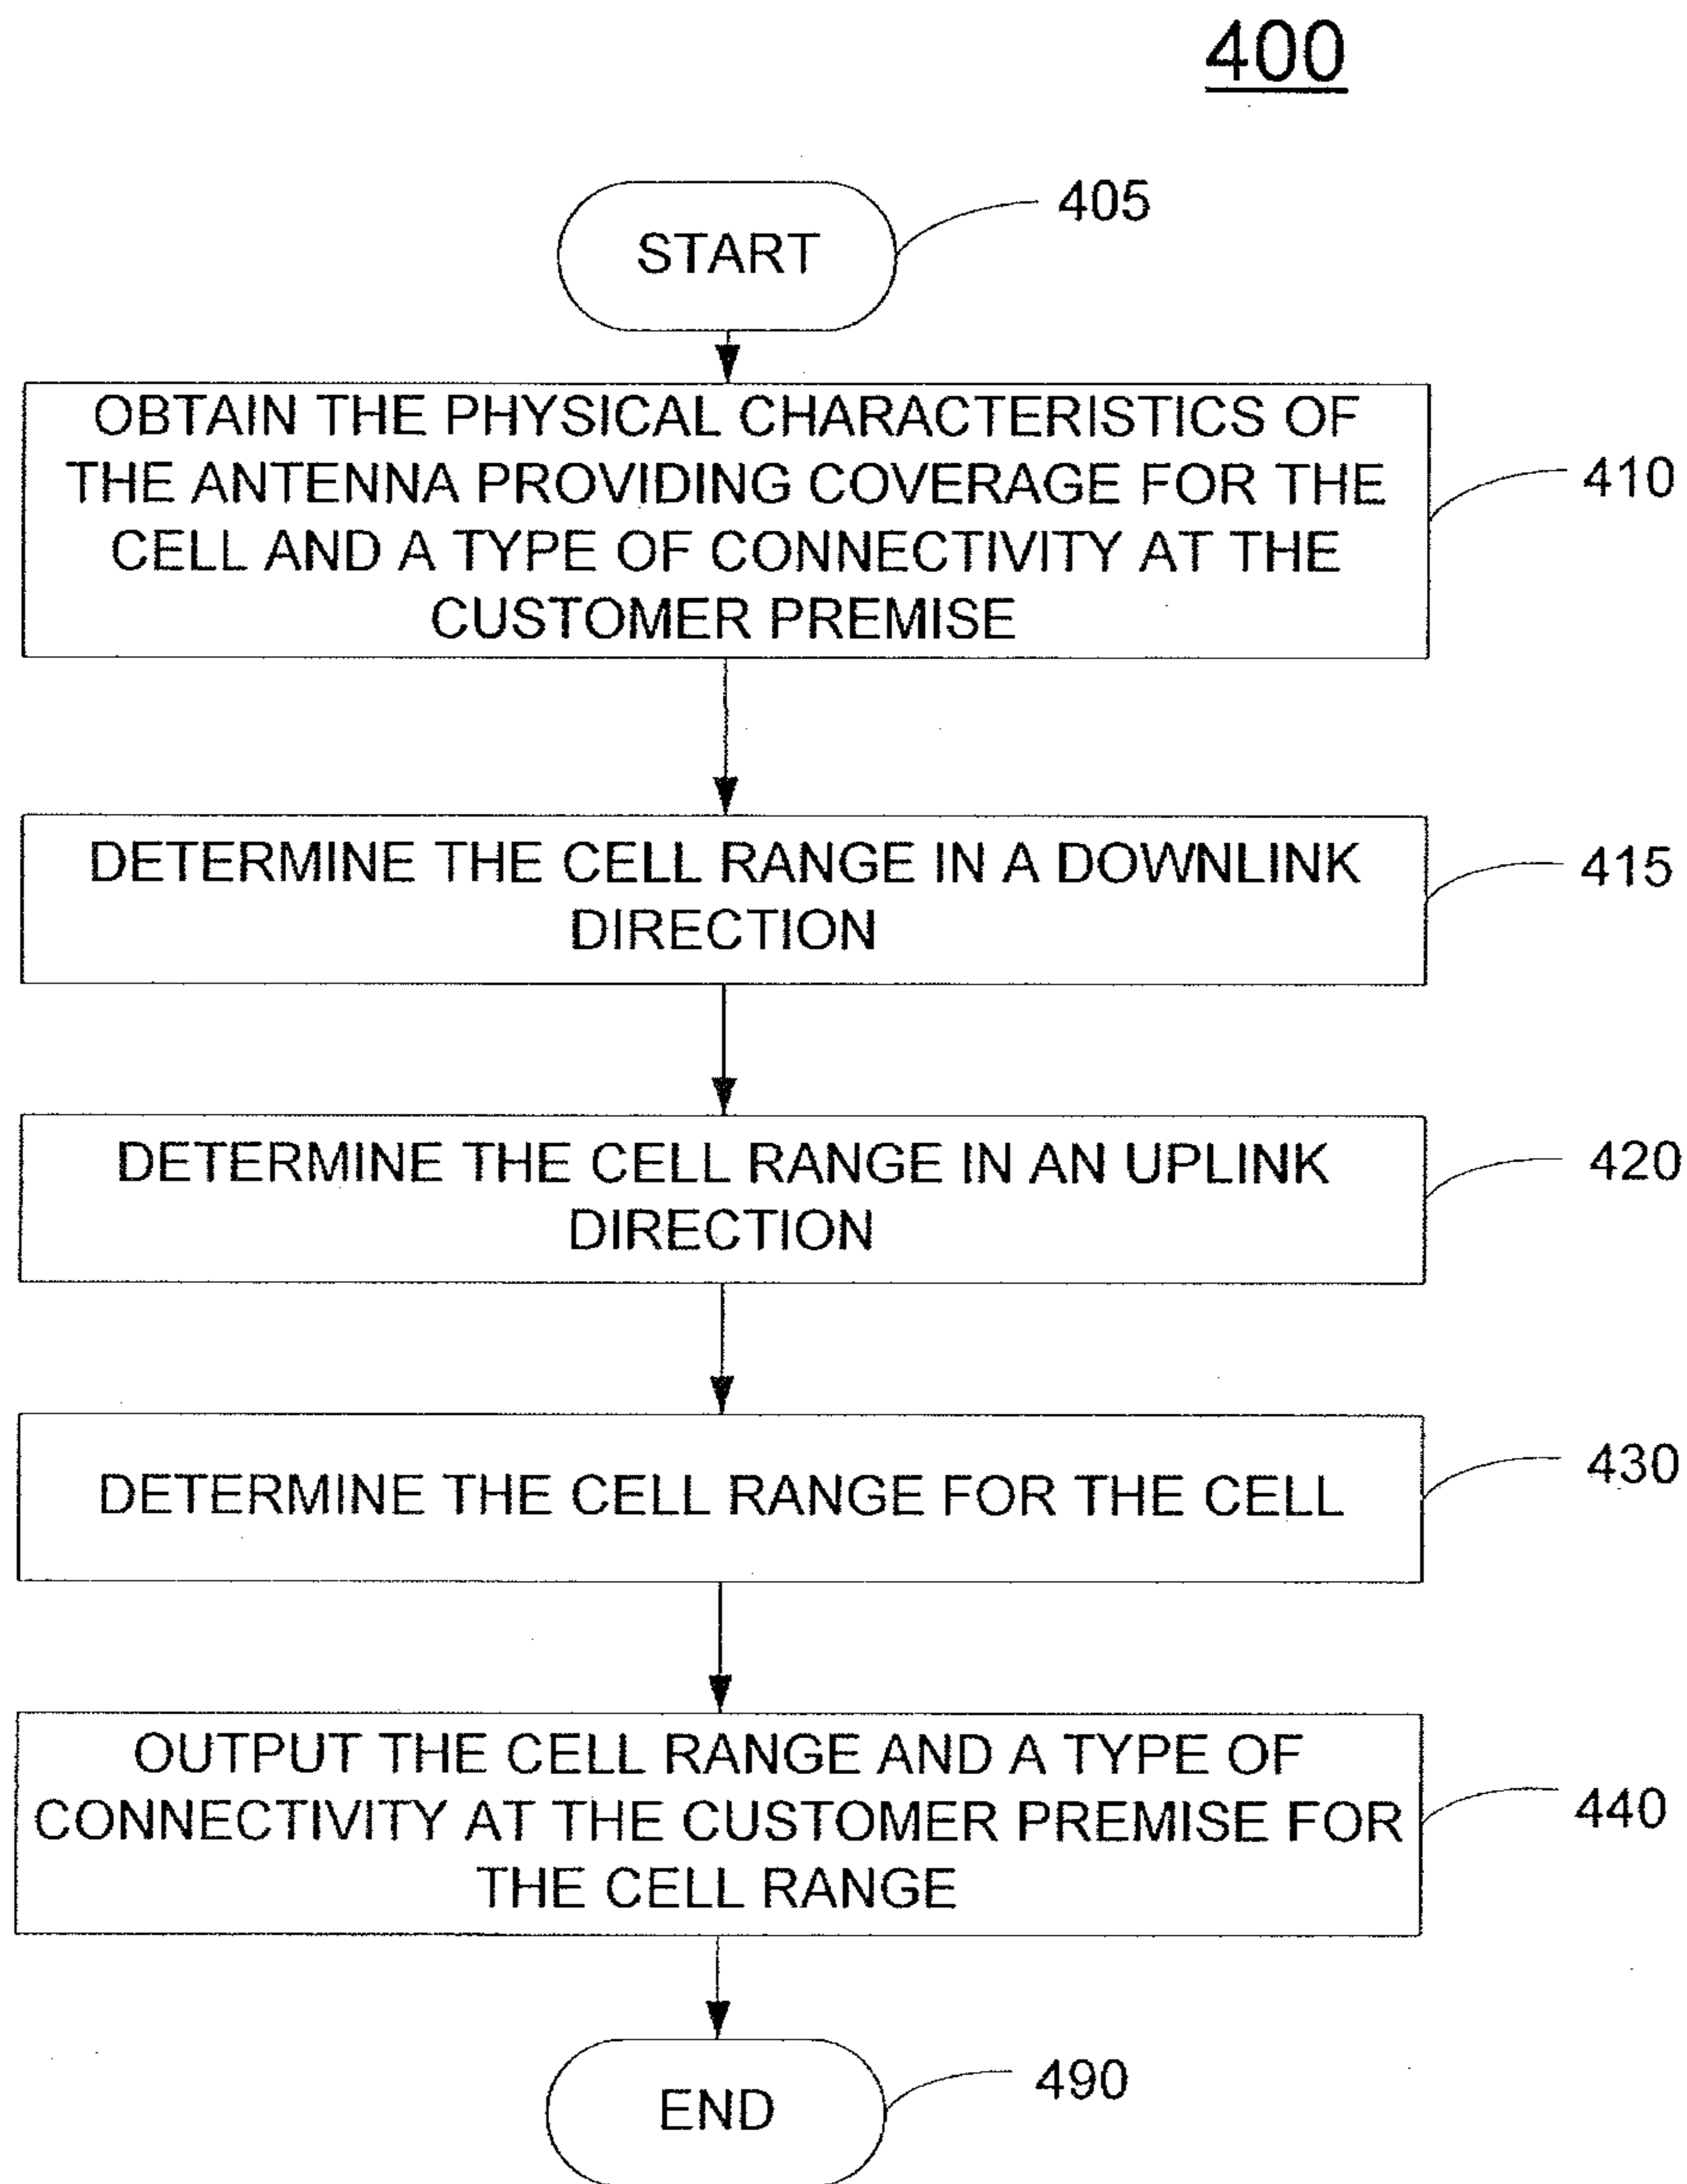 400
START
405
OBTAIN THE PHYSICAL CHARACTERISTICS OF
THE ANTENNA PROVIDING COVERAGE FOR THE
CELL AND A TYPE OF CONNECTIVITY AT THE
CUSTOMER PREMISE
410
DETERMINE THE CELL RANGE IN A DOWNLINK
DIRECTION
415
DETERMINE THE CELL RANGE IN AN UPLINK
DIRECTION
420
DETERMINE THE CELL RANGE FOR THE CELL
430
OUTPUT THE CELL RANGE AND A TYPE OF
CONNECTIVITY AT THE CUSTOMER PREMISE FOR
THE CELL RANGE
440
END
490